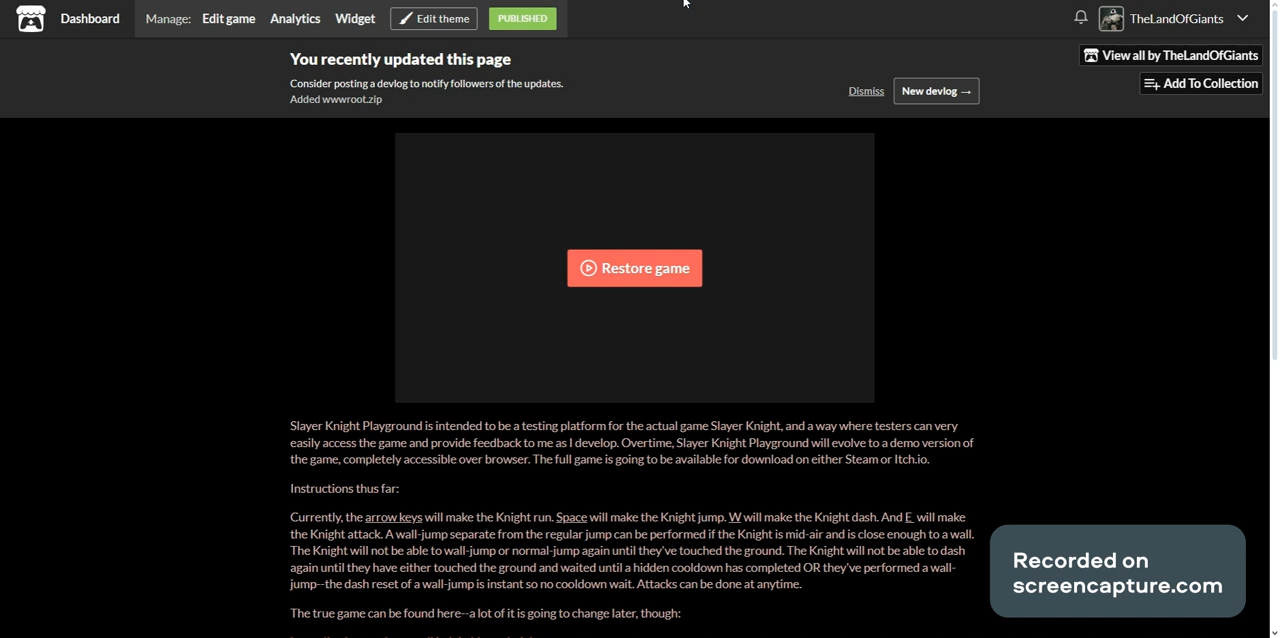 Dashboard Manage: Edit game Analytics Widget Edit theme PUBLISHED TheLandOfGiants
You recently updated this page
Consider posting a devlog to notify followers of the updates.
Added wwwroot.zip
Dismiss New devlog →
View all by TheLandOfGiants
Add To Collection
Restore game
Slayer Knight Playground is intended to be a testing platform for the actual game Slayer Knight, and a way where testers can very
easily access the game and provide feedback to me as I develop. Overtime, Slayer Knight Playground will evolve to a demo version of
the game, completely accessible over browser. The full game is going to be available for download on either Steam or Itch.io.
Instructions thus far:
Currently, the arrow keys will make the Knight run. Space will make the Knight jump. W will make the Knight dash. And E will make
the Knight attack. A wall-jump separate from the regular jump can be performed if the Knight is mid-air and is close enough to a wall.
The Knight will not be able to wall-jump or normal-jump again until they've touched the ground. The Knight will not be able to dash
again until they have either touched the ground and waited until a hidden cooldown has completed OR they've performed a wall-
jump--the dash reset of a wall-jump is instant so no cooldown wait. Attacks can be done at anytime.
The true game can be found here--a lot of it is going to change later, though:
Recorded on
screencapture.com